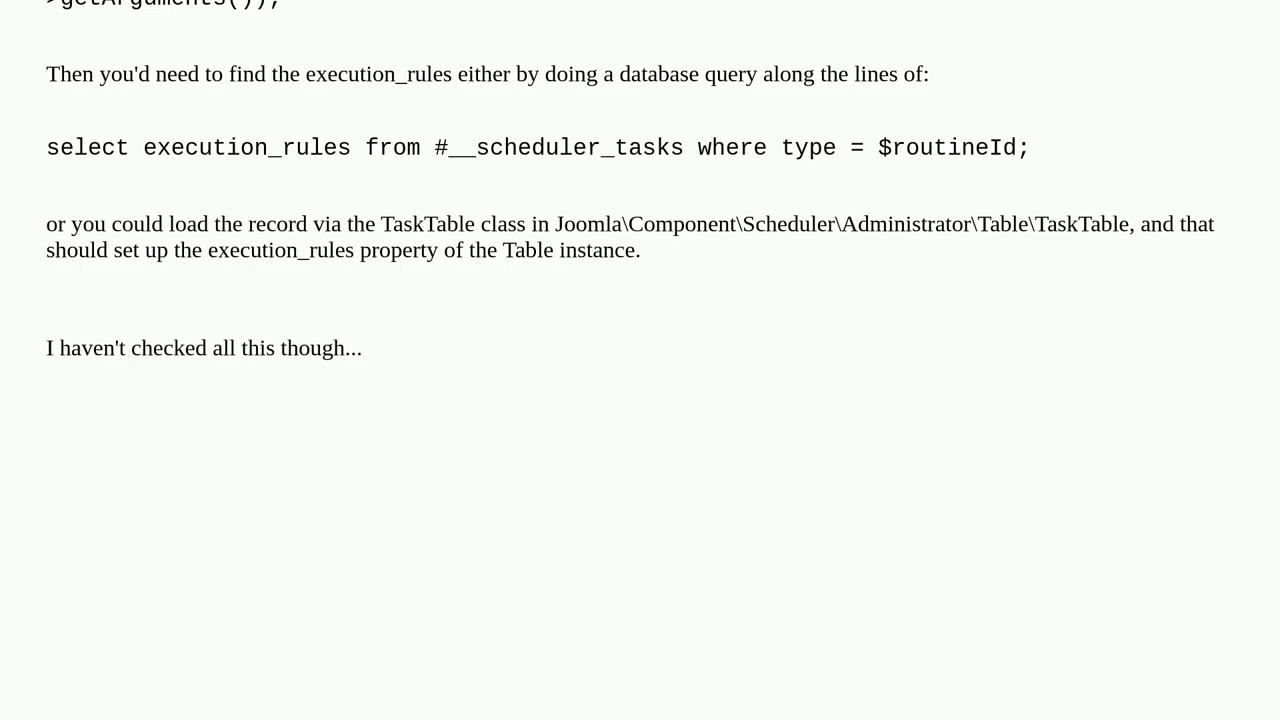 >getArguments());
Then you'd need to find the execution_rules either by doing a database query along the lines of:
select execution_rules from #__scheduler_tasks where type = $routineId;
or you could load the record via the TaskTable class in Joomla\Component\Scheduler\Administrator\Table\TaskTable, and that
should set up the execution_rules property of the Table instance.
I haven't checked all this though...